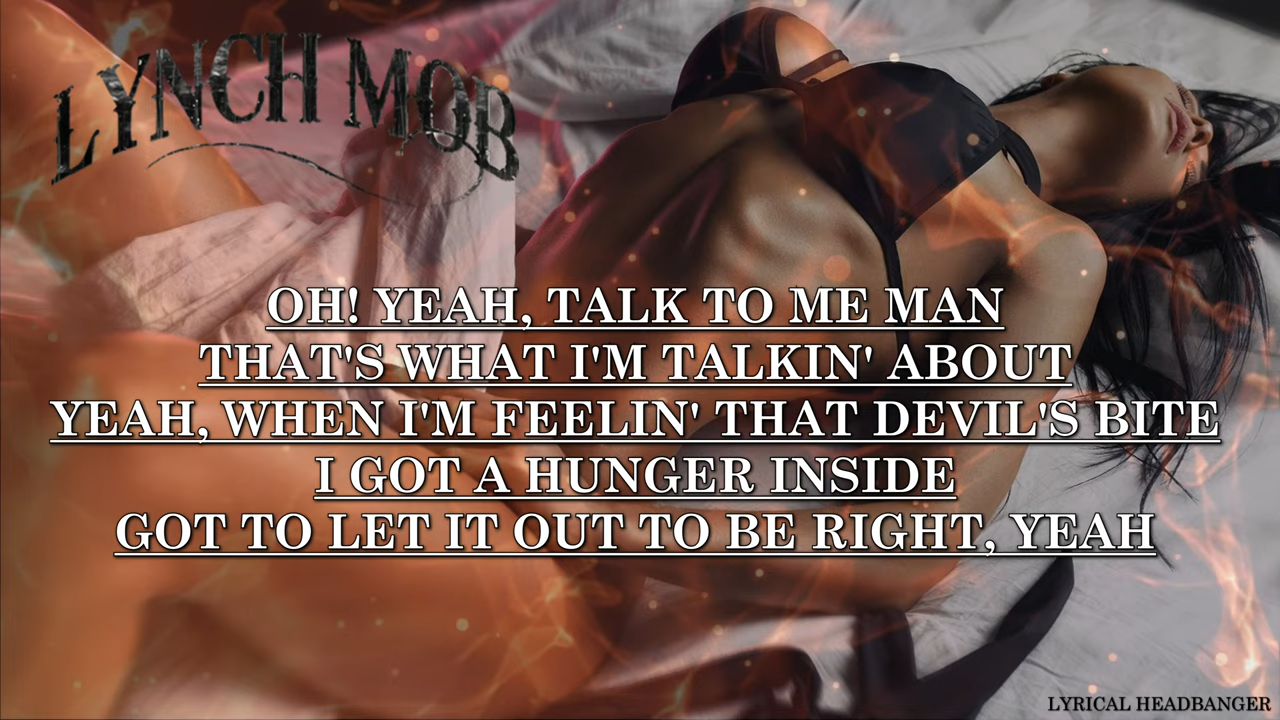 LYNCH MOB
OH! YEAH, TALK TO ME MAN
THAT'S WHAT I'M TALKIN' ABOUT
YEAH, WHEN I'M FEELIN' THAT DEVIL'S BITE
I GOT A HUNGER INSIDE
GOT TO LET IT OUT TO BE RIGHT, YEAH
LYRICAL HEADBANGER